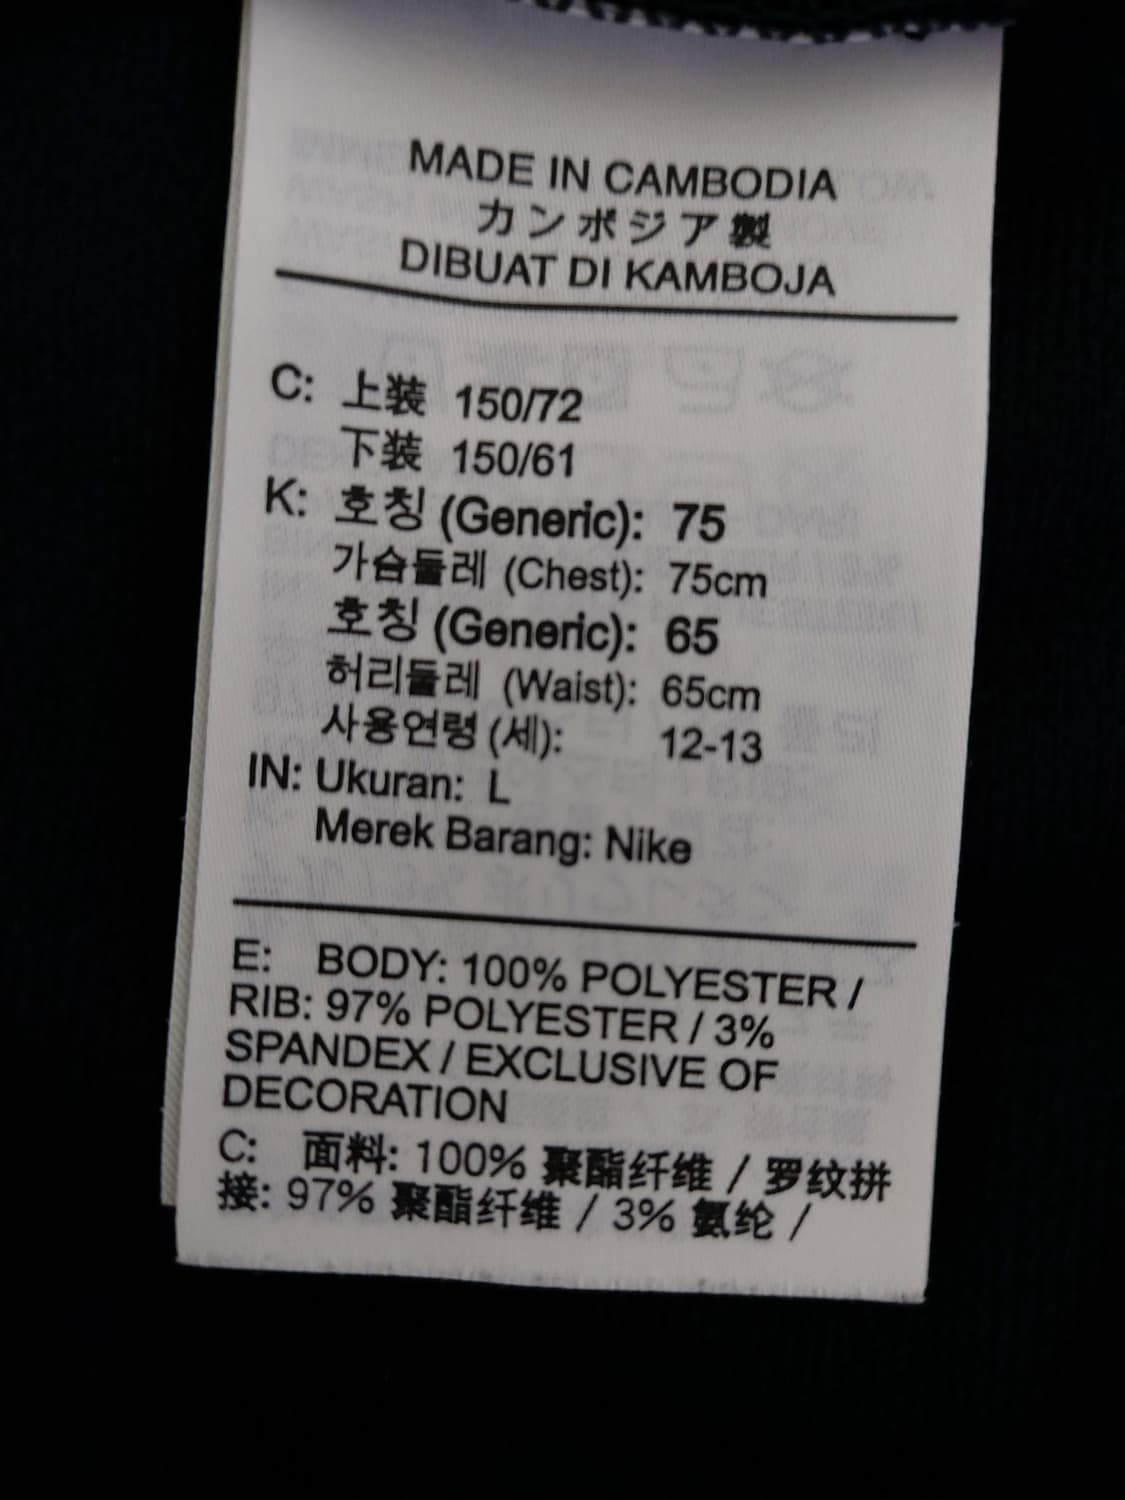 MADE IN CAMBODIA
カンボジア製
DIBUAT DI KAMBOJA
C: 上装 150/72
下装 150/61
K: 호칭 (Generic): 75
가슴둘레 (Chest): 75cm
호칭 (Generic): 65
허리둘레 (Waist): 65cm
사용연령 (세): 12-13
IN: Ukuran: L
Merek Barang: Nike
E: BODY: 100% POLYESTER /
RIB: 97% POLYESTER / 3%
SPANDEX / EXCLUSIVE OF
DECORATION
C: 面料: 100% 聚酯纤维 / 罗纹拼
接: 97% 聚酯纤维 / 3% 氨纶 /